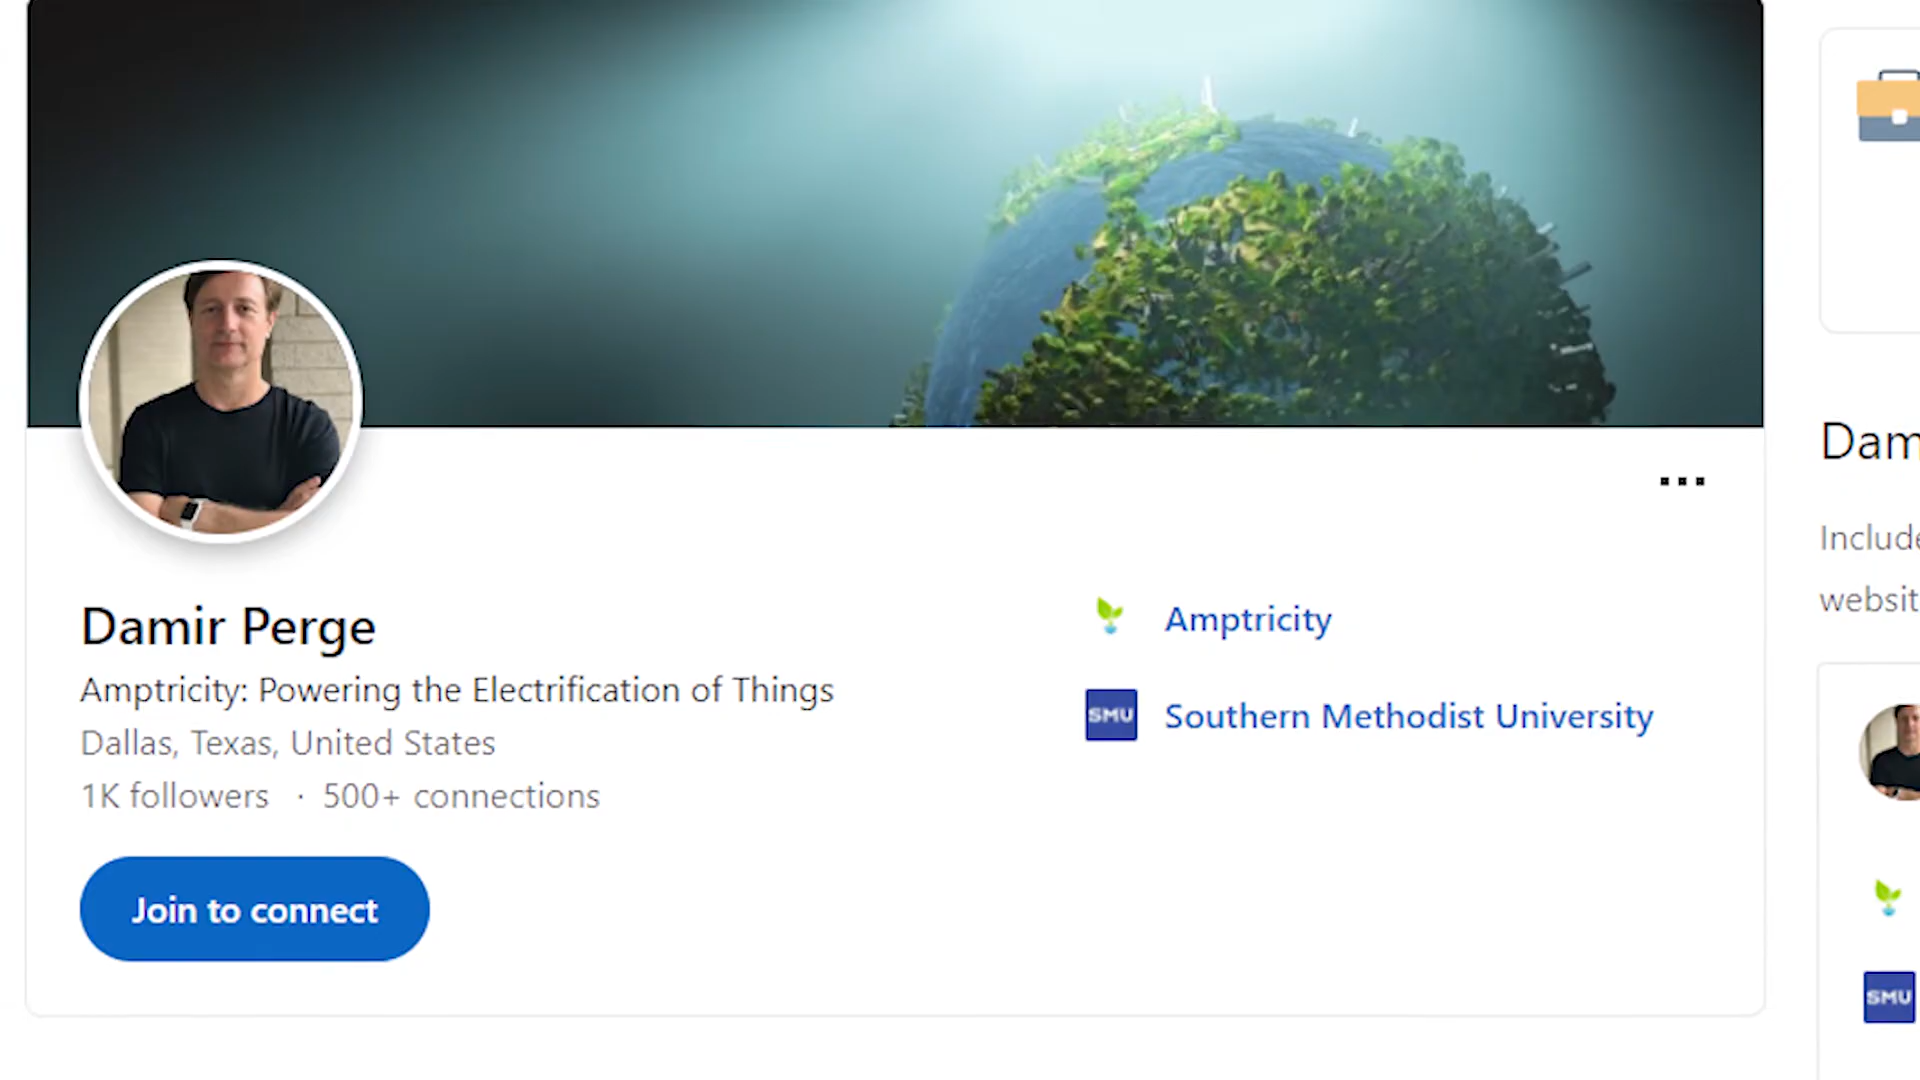 Damir Perge
Amptricity: Powering the Electrification of Things
Dallas, Texas, United States
1K followers · 500+ connections
Join to connect
Amptricity
SMU
Southern Methodist University
Dam
Include
websit
SMU